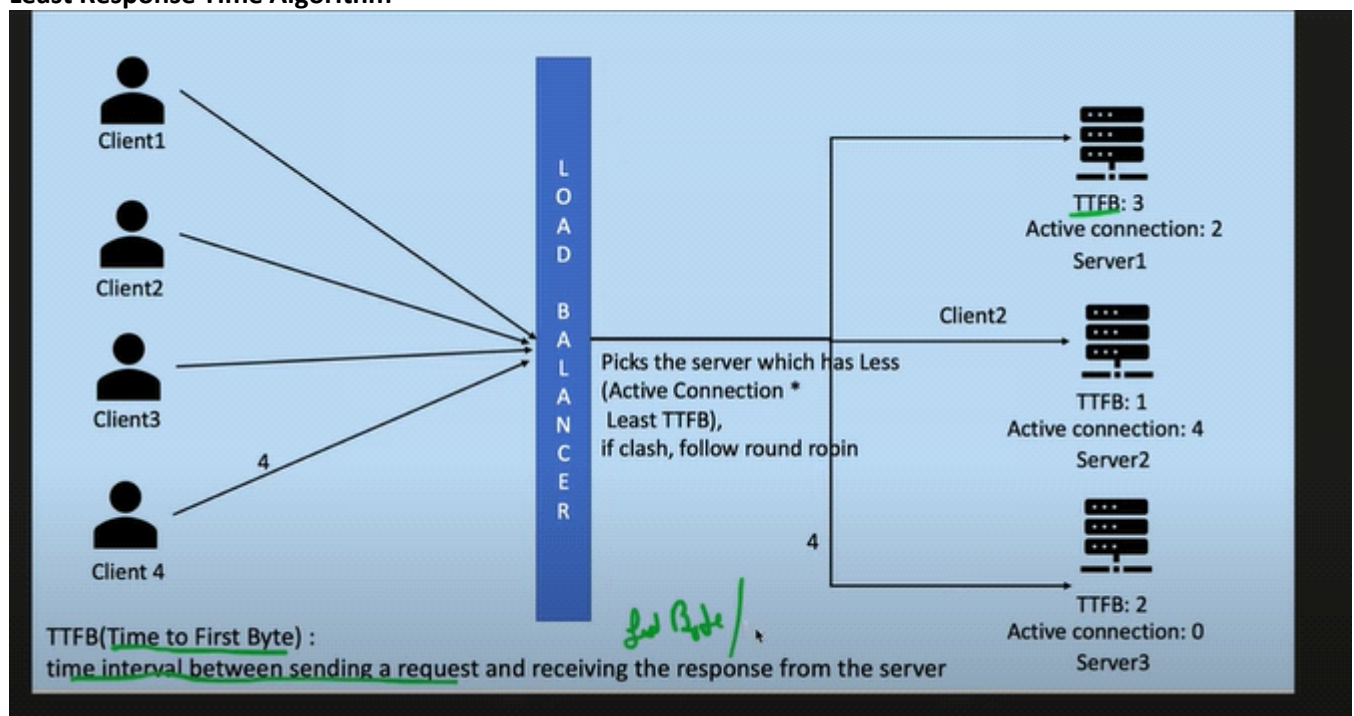 Least Response Time Algorithm
Client1
Client2
Client3
4
Client 4
LOAD BALANCER
Picks the server which has Less
(Active Connection *
Least TTFB),
if clash, follow round robin
TTFB: 3
Active connection: 2
Server1
Client2
TTFB: 1
Active connection: 4
Server2
4
TTFB: 2
Active connection: 0
Server3
Byte
TTFB(Time to First Byte) :
time interval between sending a request and receiving the response from the server